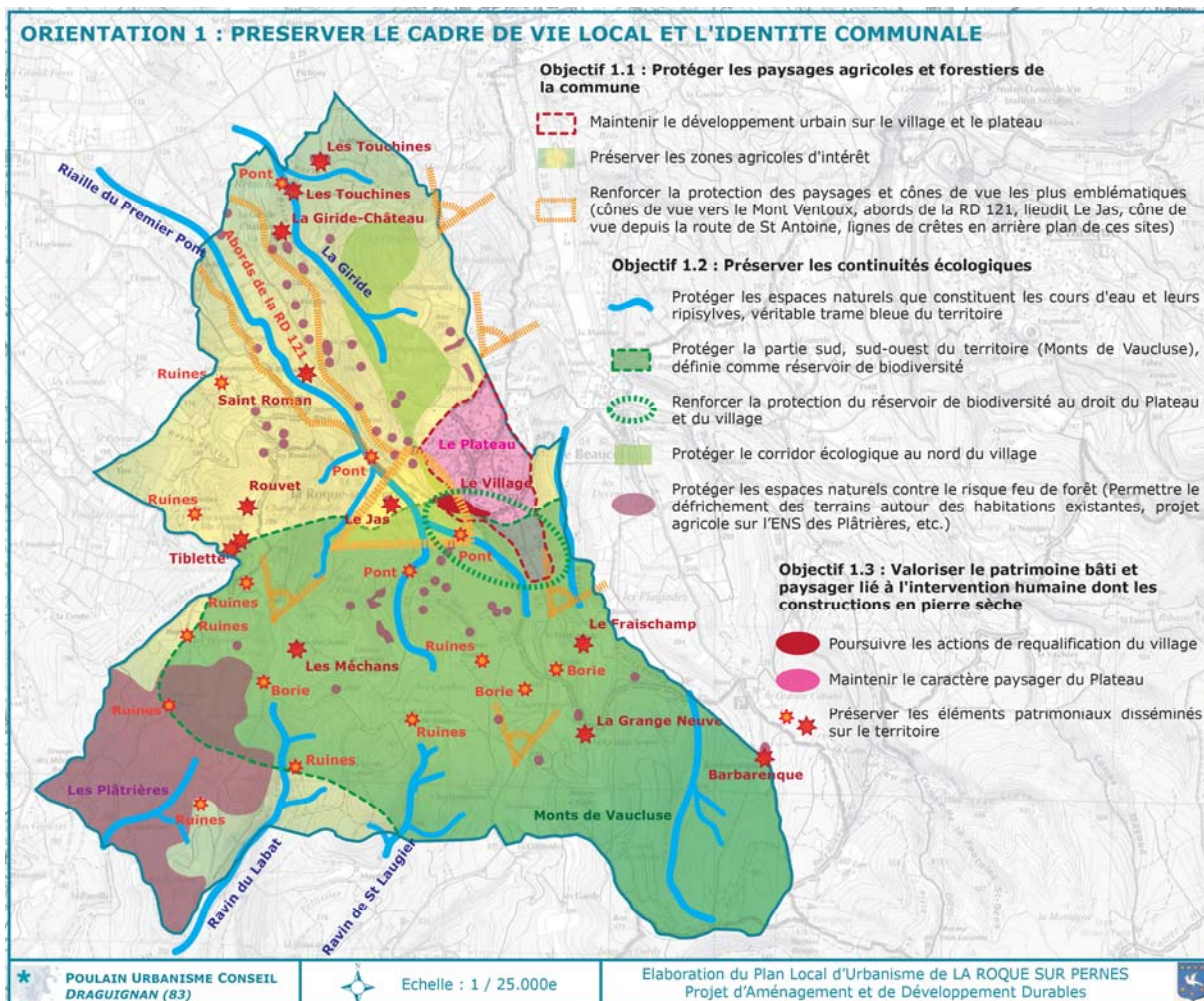 ORIENTATION 1 : PRESERVER LE CADRE DE VIE LOCAL ET L'IDENTITE COMMUNALE
Objectif 1.1 : Protéger les paysages agricoles et forestiers de
la commune
Maintenir le développement urbain sur le village et le plateau
Préserver les zones agricoles d'intérêt
Renforcer la protection des paysages et cônes de vue les plus emblématiques
(cônes de vue vers le Mont Ventoux, abords de la RD 121, lieudit Le Jas, cône de
vue depuis la route de St Antoine, lignes de crêtes en arrière plan de ces sites)
Objectif 1.2 : Préserver les continuités écologiques
Protéger les espaces naturels que constituent les cours d'eau et leurs
ripisylves, véritable trame bleue du territoire
Protéger la partie sud, sud-ouest du territoire (Monts de Vaucluse),
définie comme réservoir de biodiversité
Renforcer la protection du réservoir de biodiversité au droit du Plateau
et du village
Protéger le corridor écologique au nord du village
Protéger les espaces naturels contre le risque feu de forêt (Permettre le
défrichement des terrains autour des habitations existantes, projet
agricole sur l'ENS des Plâtrières, etc.)
Objectif 1.3 : Valoriser le patrimoine bâti et
paysager lié à l'intervention humaine dont les
constructions en pierre sèche
Poursuivre les actions de requalification du village
Maintenir le caractère paysager du Plateau
Préserver les éléments patrimoniaux disséminés
sur le territoire
Les Touchines
Pont
Les Touchines
Riaille du Premier Pont
La Giride-Château
La Giride
Abords de la RD 121
Ruines
Saint Roman
Le Plateau
Pont
Le Village
Rouvet
Ruines
Le Jas
Tiblette
Pont
Pont
Ruines
Ruines
Le Fraischamp
Ruines
Les Méchans
Borie
Borie
Borie
Ruines
Ruines
La Grange Neuve
Ruines
Barbarenque
Les Plâtrières
Ruines
Monts de Vaucluse
Ravin du Labat
Ravin de St Laugier
POULAIN URBANISME CONSEIL
DRAGUIGNAN (83)
Echelle : 1 / 25.000e
Elaboration du Plan Local d'Urbanisme de LA ROQUE SUR PERNES
Projet d'Aménagement et de Développement Durables